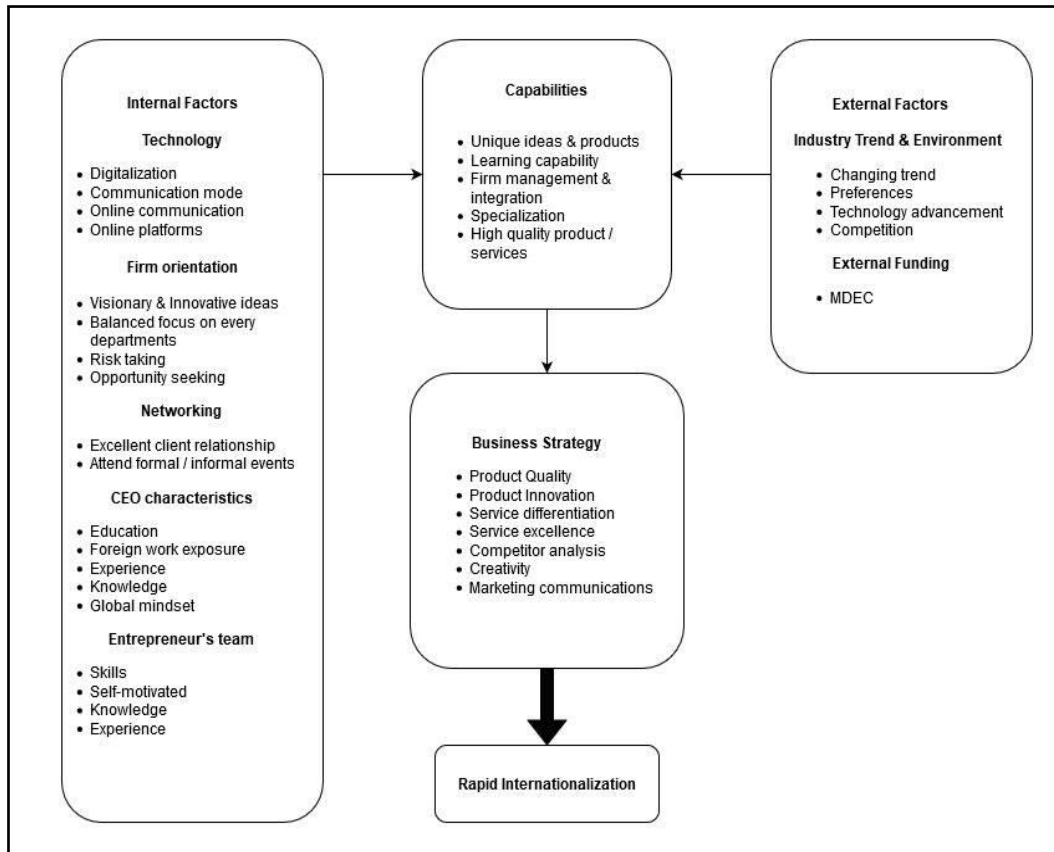 Internal Factors
Technology
• Digitalization
• Communication mode
• Online communication
• Online platforms
Firm orientation
• Visionary & Innovative ideas
• Balanced focus on every
departments
• Risk taking
• Opportunity seeking
Networking
• Excellent client relationship
• Attend formal / informal events
CEO characteristics
• Education
• Foreign work exposure
• Experience
• Knowledge
• Global mindset
Entrepreneur's team
• Skills
• Self-motivated
• Knowledge
• Experience
Capabilities
• Unique ideas & products
• Learning capability
• Firm management &
integration
• Specialization
• High quality product /
services
External Factors
Industry Trend & Environment
• Changing trend
• Preferences
• Technology advancement
• Competition
External Funding
• MDEC
Business Strategy
• Product Quality
• Product Innovation
• Service differentiation
• Service excellence
• Competitor analysis
• Creativity
• Marketing communications
Rapid Internationalization